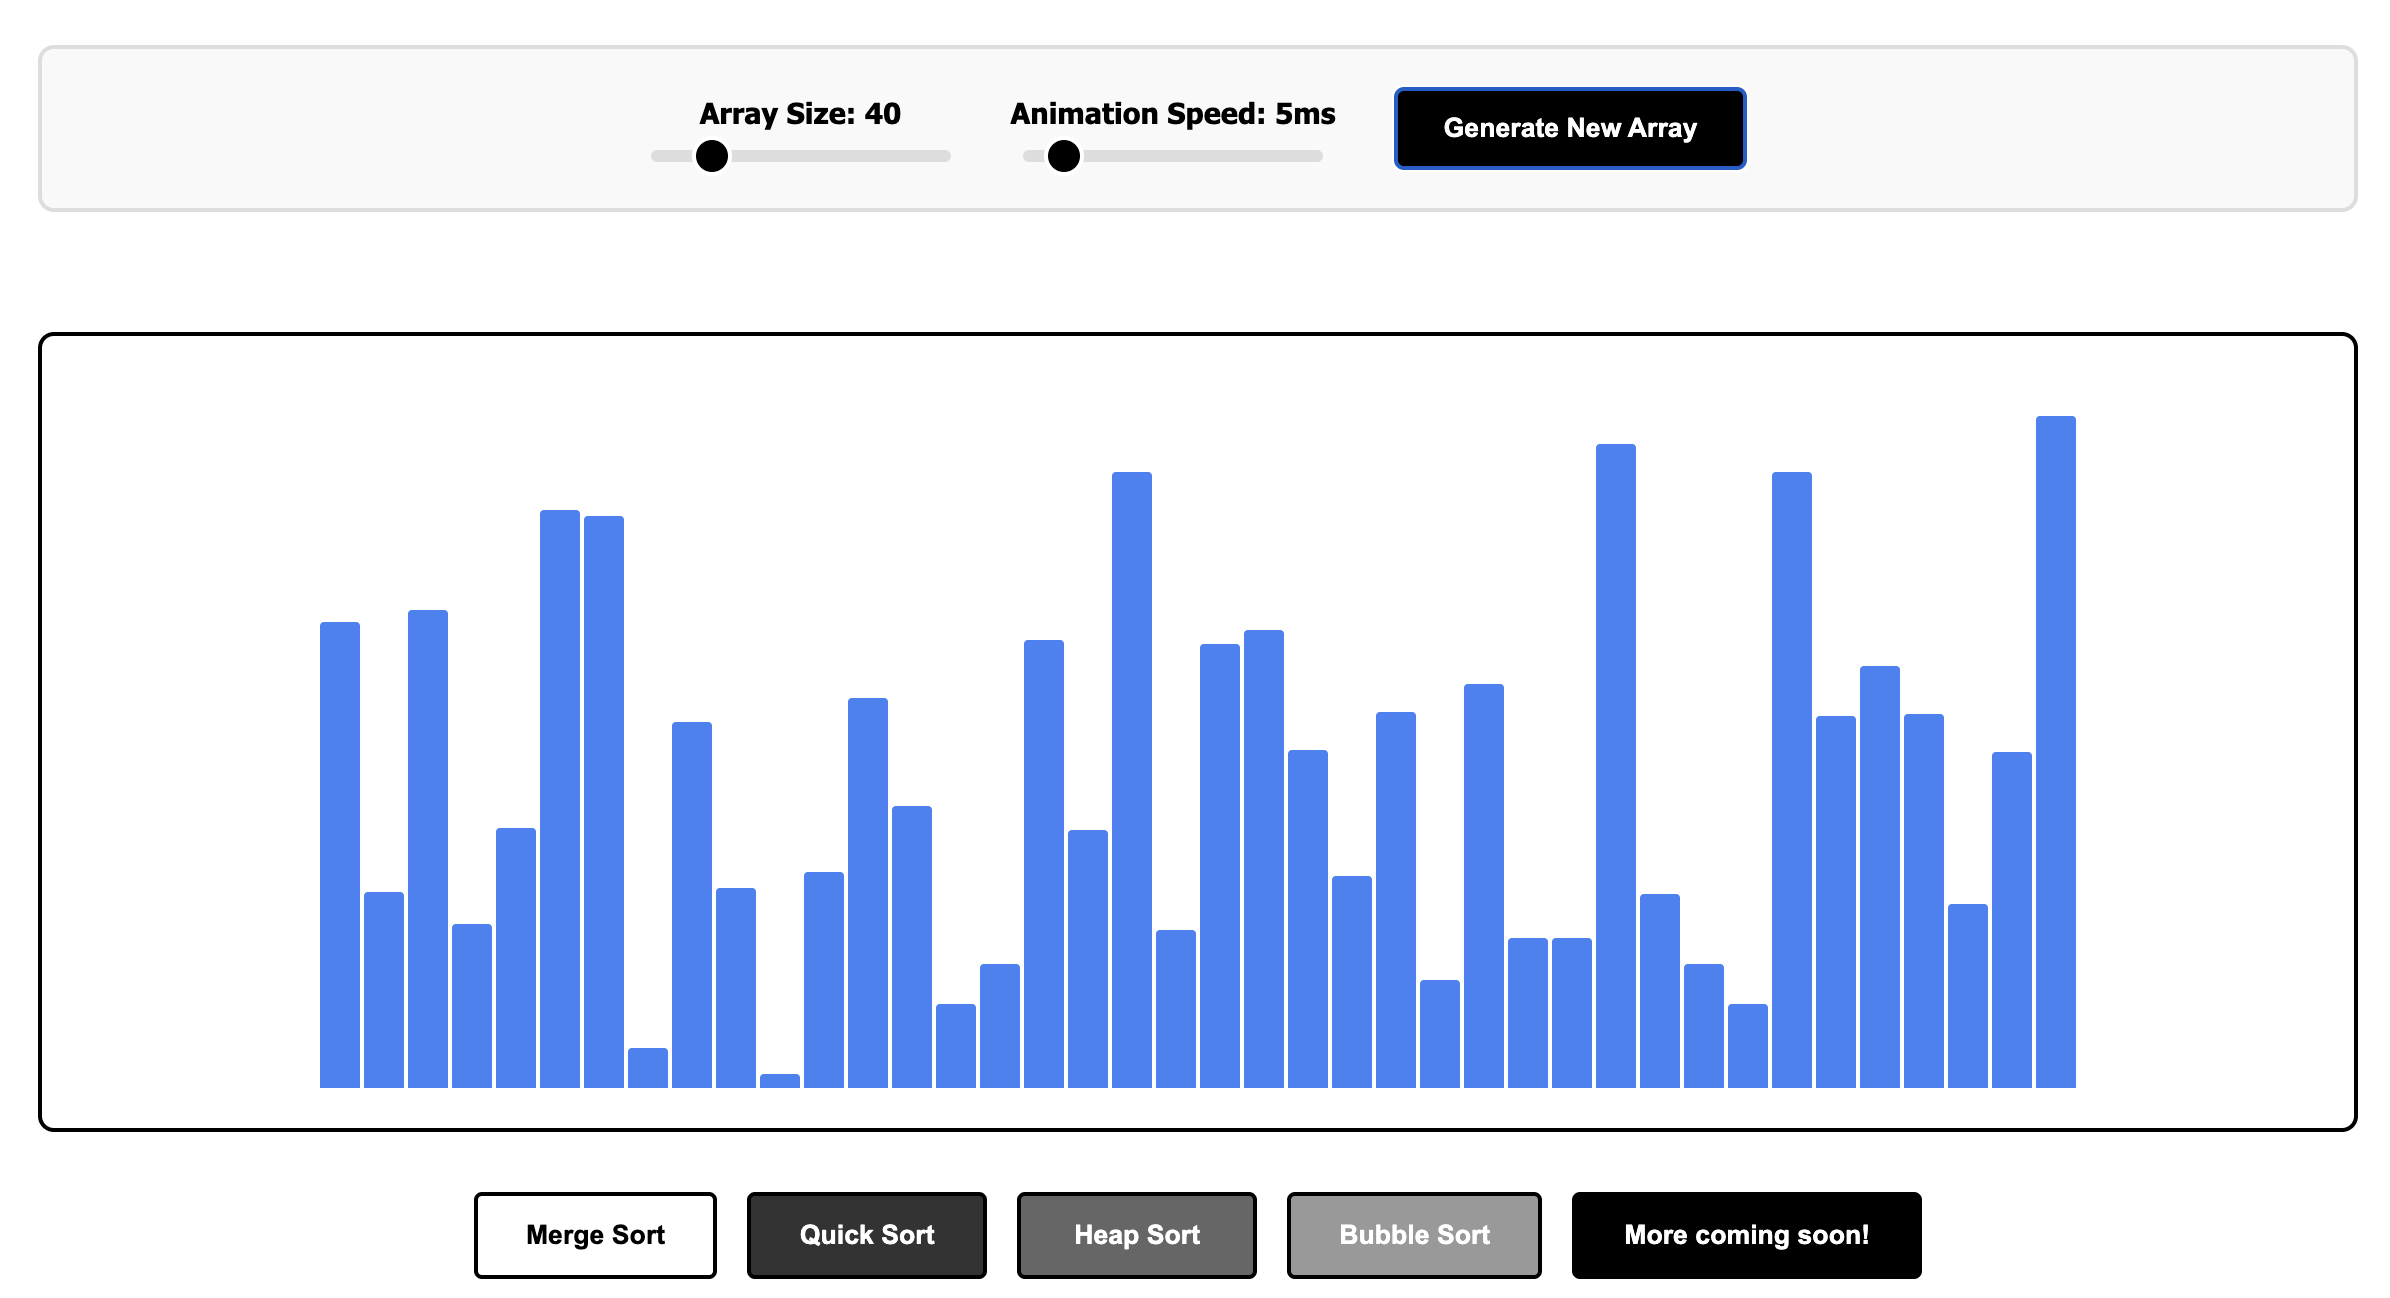 Array Size: 40
Animation Speed: 5ms
Generate New Array
Merge Sort
Quick Sort
Heap Sort
Bubble Sort
More coming soon!